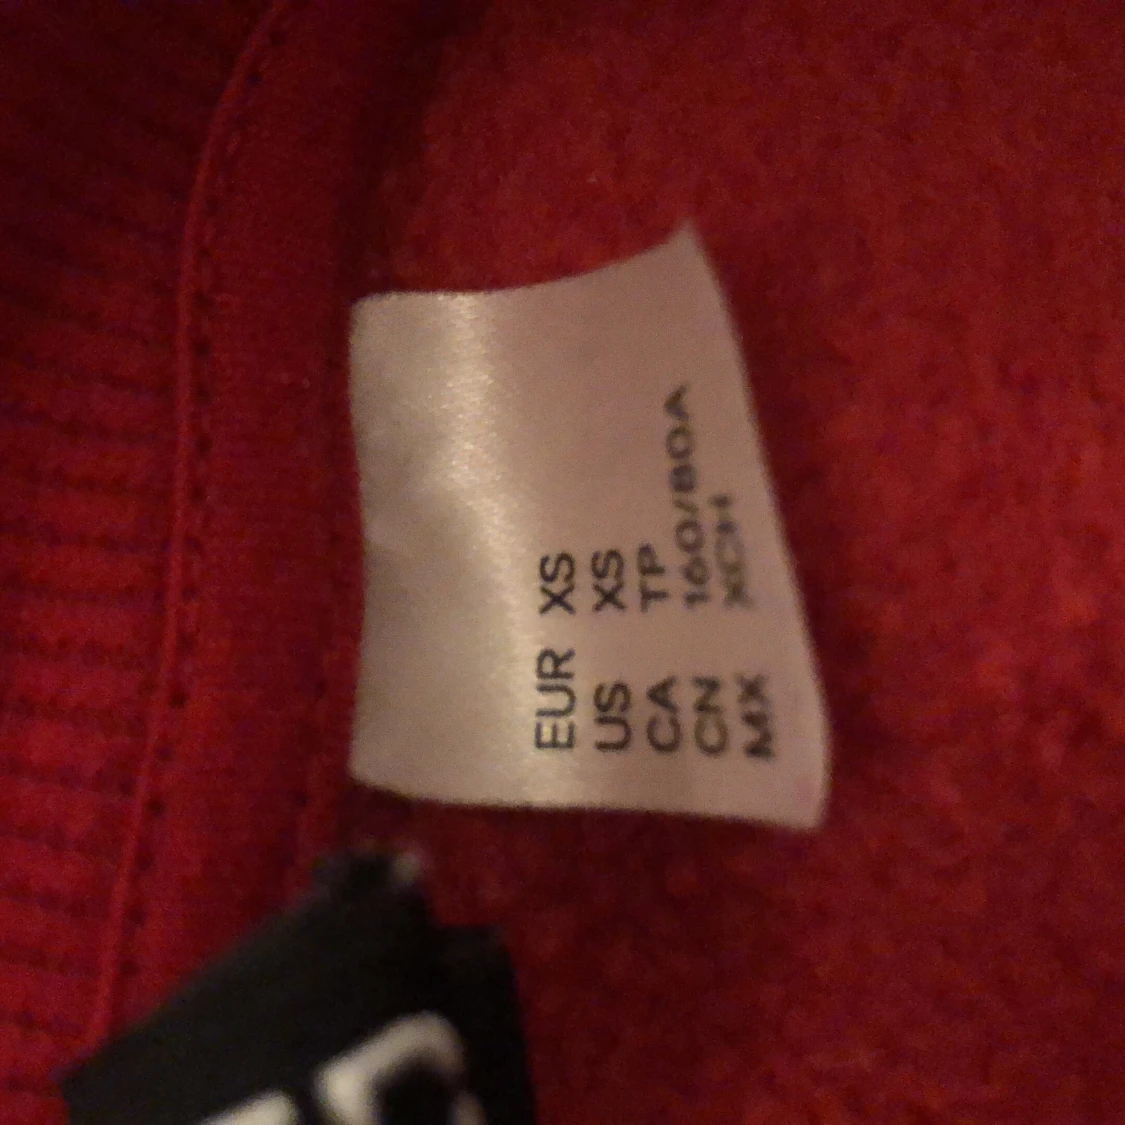 EUR XS
US XS
CA TP
CN 160/80A
MX XCH